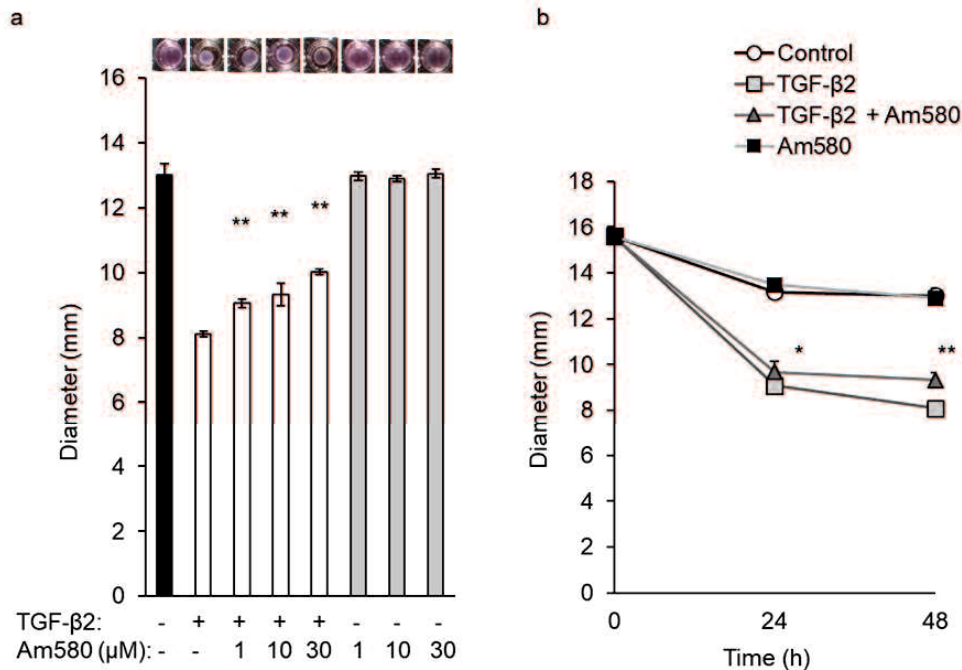 a
16
14
12
10
8
6
4
2
0
Diameter (mm)
**
**
**
TGF-β2: - + + + + - - -
Am580 (μM): - - 1 10 30 1 10 30
b
Control
TGF-β2
TGF-β2 + Am580
Am580
18
16
14
12
10
8
6
4
2
0
Diameter (mm)
*
**
0 24 48
Time (h)